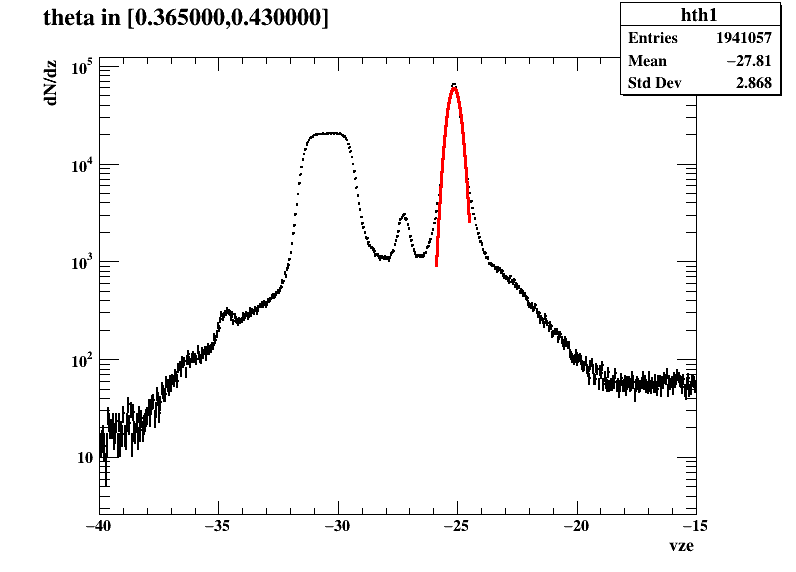 theta in [0.365000,0.430000]
hth1
Entries 1941057
Mean −27.81
Std Dev 2.868
dN/dz
10^5
10^4
10^3
10^2
10
−40 −35 −30 −25 −20 −15
vze